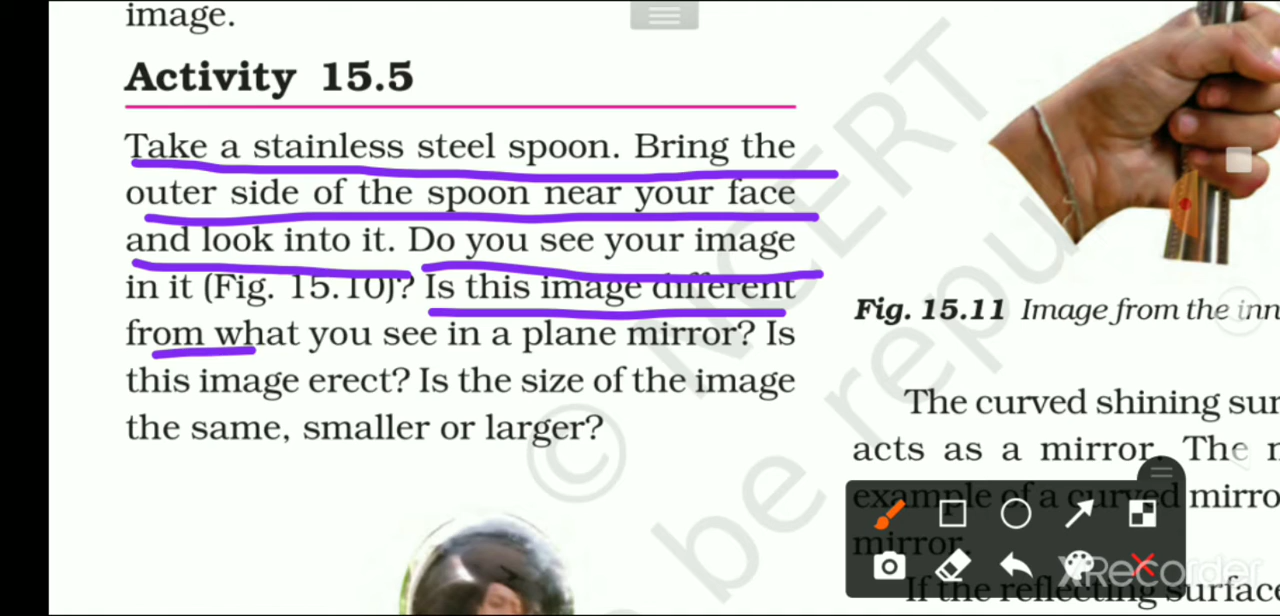 image.
Activity 15.5
Take a stainless steel spoon. Bring the
outer side of the spoon near your face
and look into it. Do you see your image
in it (Fig. 15.10)? Is this image different
from what you see in a plane mirror? Is
this image erect? Is the size of the image
the same, smaller or larger?
Fig. 15.11 Image from the
The curved shining
acts as a mirror. The
example of a curved
mirror.
If the reflecting
© NCERT
be
XRecorder